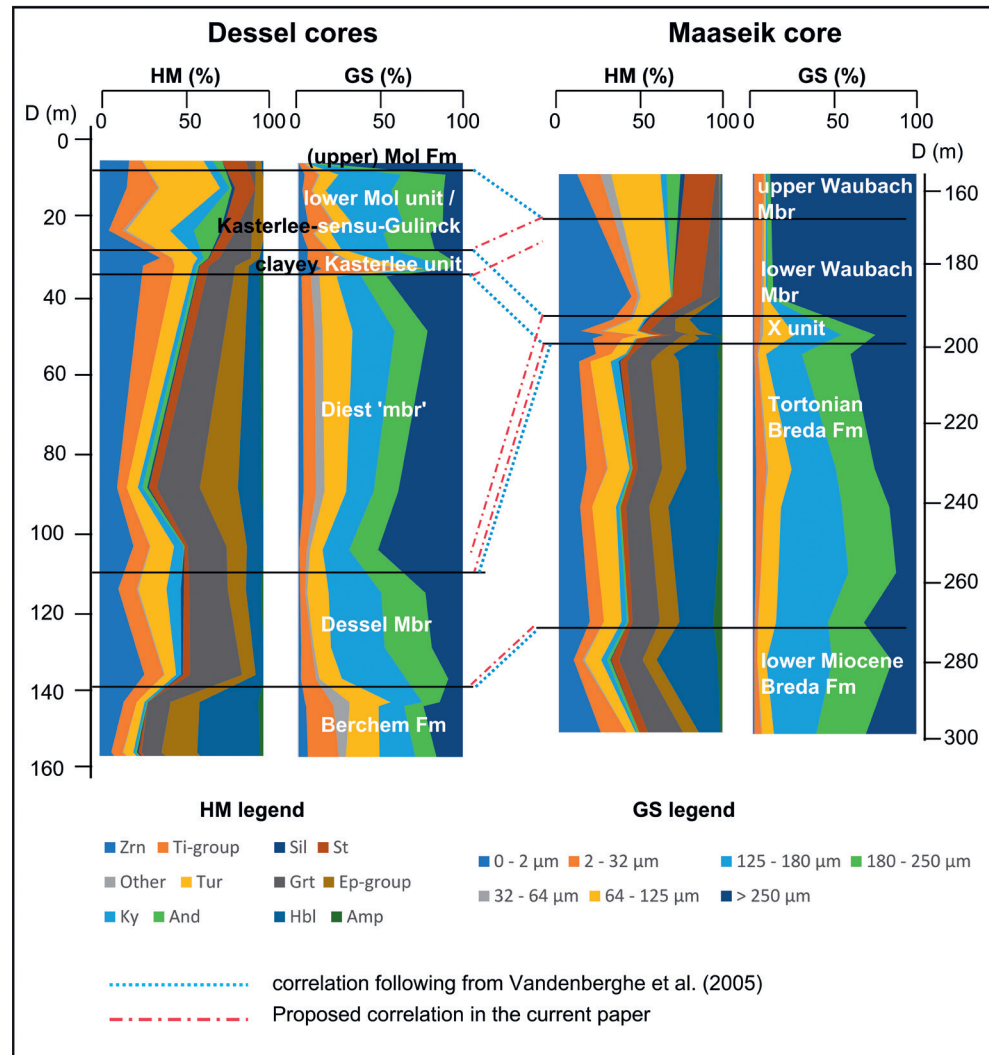 Dessel cores
Maaseik core
HM (%)
GS (%)
HM (%)
GS (%)
D (m)
0
50
100
0
50
100
0
50
100
0
50
100
D (m)
0
20
40
60
80
100
120
140
160
(upper) Mol Fm
lower Mol unit /
Kasterlee-sensu-Gulinck
clayey Kasterlee unit
Diest 'mbr'
Dessel Mbr
Berchem Fm
upper Waubach
Mbr
lower Waubach
Mbr
X unit
Tortonian
Breda Fm
lower Miocene
Breda Fm
160
180
200
220
240
260
280
300
HM legend
Zrn Ti-group Sil St
Other Tur Grt Ep-group
Ky And Hbl Amp
GS legend
0 - 2 µm 2 - 32 µm 125 - 180 µm 180 - 250 µm
32 - 64 µm 64 - 125 µm > 250 µm
correlation following from Vandenberghe et al. (2005)
Proposed correlation in the current paper